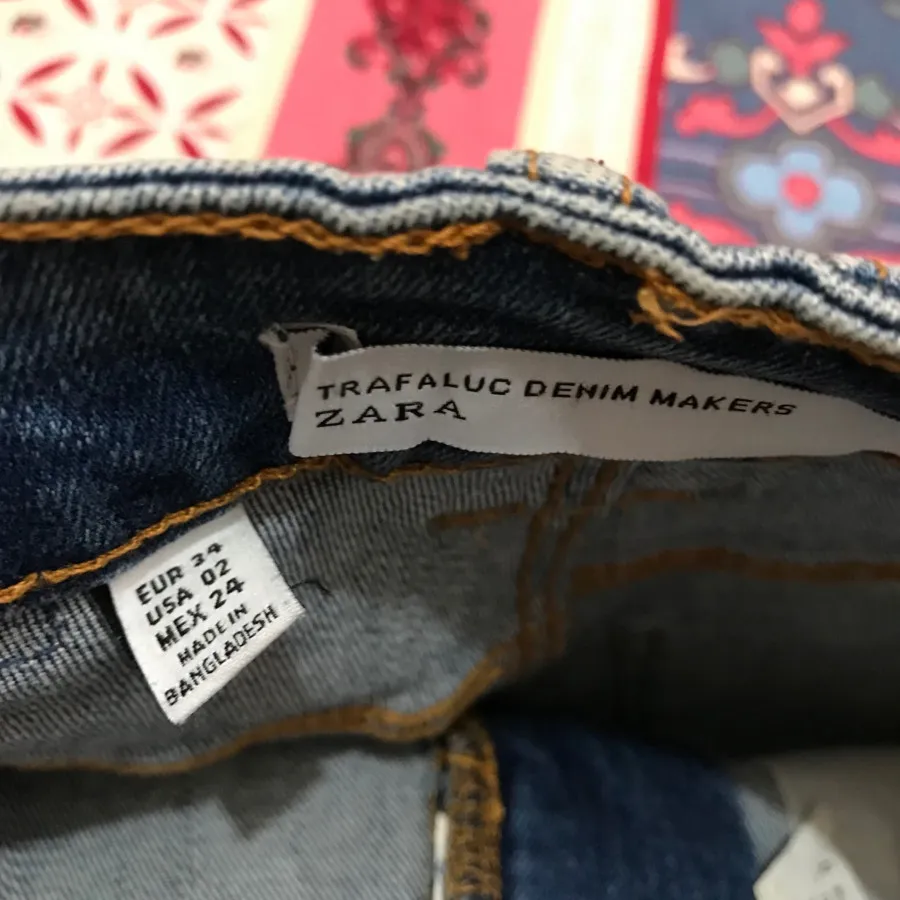 TRAFALUC DENIM MAKERS
ZARA
EUR 34
USA 02
MEX 24
MADE IN
BANGLADESH